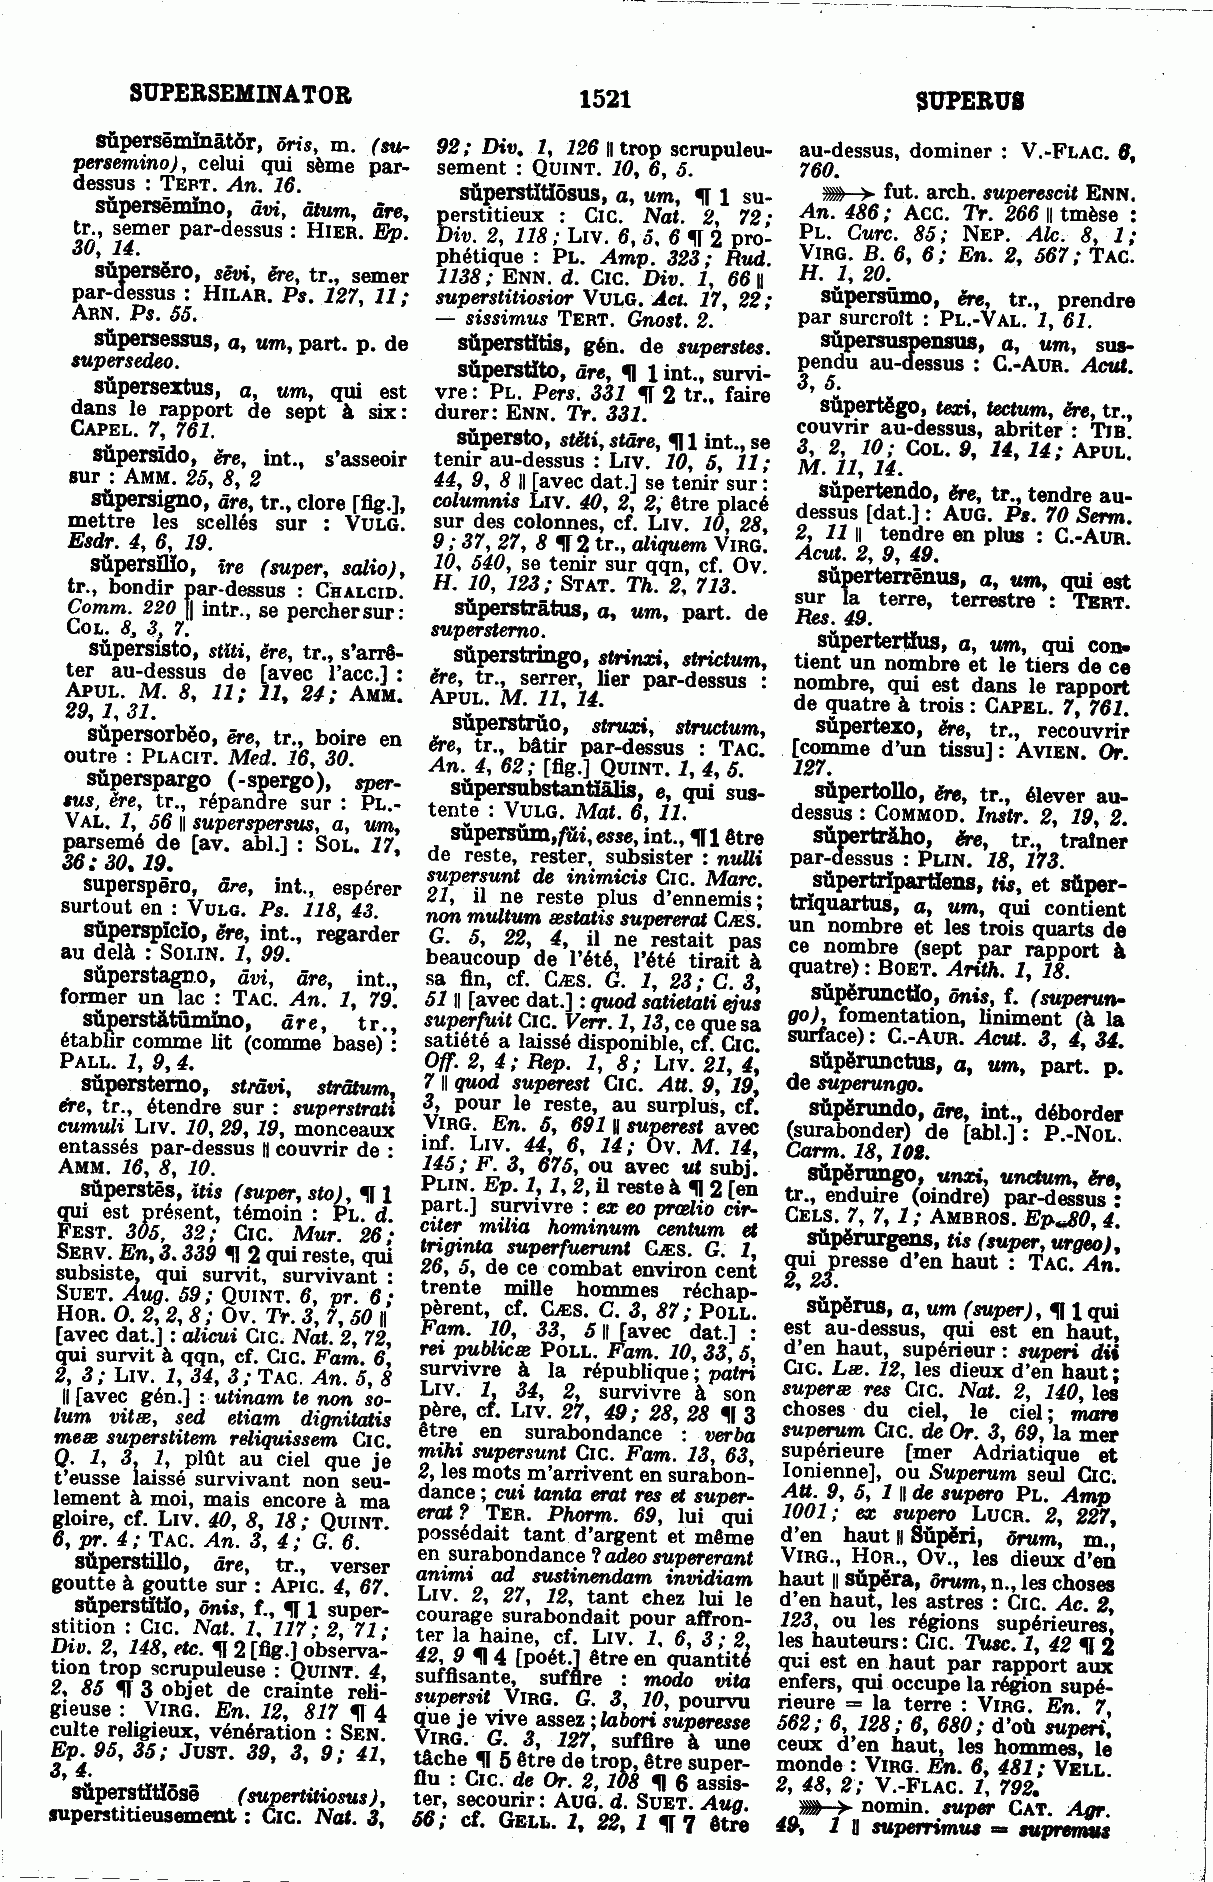 SUPERSEMINATOR
1521
SUPERUS
sŭpersēmĭnātŏr, ōris, m. (su-
persemino), celui qui sème par-
dessus : TERT. An. 16.
sŭpersēmĭno, āvi, ātum, āre,
tr., semer par-dessus : HIER. Ep.
30, 14.
sŭpersĕro, sēvi, ĕre, tr., semer
par-dessus : HILAR. Ps. 127, 11;
ARN. Ps. 55.
sŭpersessus, a, um, part. p. de
supersedeo.
sŭpersextus, a, um, qui est
dans le rapport de sept à six :
CAPEL. 7, 761.
sŭpersīdo, ĕre, int., s'asseoir
sur : AMM. 25, 8, 2
sŭpersigno, āre, tr., clore [fig.],
mettre les scellés sur : VULG.
Esdr. 4, 6, 19.
sŭpersĭlĭo, īre (super, salio),
tr., bondir par-dessus : CHALCID.
Comm. 220 || intr., se percher sur :
COL. 8, 3, 7.
sŭpersisto, stĭti, ĕre, tr., s'arrê-
ter au-dessus de [avec l'acc.] :
APUL. M. 8, 11; 11, 24; AMM.
29, 1, 31.
sŭpersorbĕo, ēre, tr., boire en
outre : PLACIT. Med. 16, 30.
sŭperspargo (-spergo), sper-
sus, ĕre, tr., répandre sur : PL.-
VAL. 1, 56 || superspersus, a, um,
parsemé de [av. abl.] : SOL. 17,
36; 30, 19.
superspēro, āre, int., espérer
surtout en : VULG. Ps. 118, 43.
sŭperspĭcĭo, ĕre, int., regarder
au delà : SOLIN. 1, 99.
sŭperstagno, āvi, āre, int.,
former un lac : TAC. An. 1, 79.
sŭperstătūmĭno, āre, tr.,
établir comme lit (comme base) :
PALL. 1, 9, 4.
sŭpersterno, strāvi, strātum,
ĕre, tr., étendre sur : superstrati
cumuli LIV. 10, 29, 19, monceaux
entassés par-dessus || couvrir de :
AMM. 16, 8, 10.
sŭperstĕs, ĭtis (super, sto), ¶ 1
qui est présent, témoin : PL. d.
FEST. 305, 32; CIC. Mur. 26;
SERV. En, 3. 339 ¶ 2 qui reste, qui
subsiste, qui survit, survivant :
SUET. Aug. 59; QUINT. 6, pr. 6;
HOR. O. 2, 2, 8; OV. Tr. 3, 7, 50 ||
[avec dat.] : alicui CIC. Nat. 2, 72,
qui survit à qqn, cf. CIC. Fam. 6,
2, 3; LIV. 1, 34, 3; TAC. An. 5, 8
|| [avec gén.] : utinam te non so-
lum vitæ, sed etiam dignitatis
meæ superstitem reliquissem CIC.
Q. 1, 3, 1, plût au ciel que je
t'eusse laissé survivant non seu-
lement à moi, mais encore à ma
gloire, cf. LIV. 40, 8, 18; QUINT.
6, pr. 4; TAC. An. 3, 4; G. 6.
sŭperstillo, āre, tr., verser
goutte à goutte sur : APIC. 4, 67.
sŭperstĭtĭo, ōnis, f., ¶ 1 super-
stition : CIC. Nat. 1, 117; 2, 71;
Div. 2, 148, etc. ¶ 2 [fig.] observa-
tion trop scrupuleuse : QUINT. 4,
2, 85 ¶ 3 objet de crainte reli-
gieuse : VIRG. En. 12, 817 ¶ 4
culte religieux, vénération : SEN.
Ep. 95, 35; JUST. 39, 3, 9; 41,
3, 4.
sŭperstĭtĭōsē (supertitiosus),
superstitieusement : CIC. Nat. 3,
92; Div. 1, 126 || trop scrupuleu-
sement : QUINT. 10, 6, 5.
sŭperstĭtĭōsus, a, um, ¶ 1 su-
perstitieux : CIC. Nat. 2, 72;
Div. 2, 118; LIV. 6, 5, 6 ¶ 2 pro-
phétique : PL. Amp. 323; Rud.
1138; ENN. d. CIC. Div. 1, 66 ||
superstitiosior VULG. Act. 17, 22;
— sissimus TERT. Gnost. 2.
sŭperstĭtis, gén. de superstes.
sŭperstĭto, āre, ¶ 1 int., survi-
vre : PL. Pers. 331 ¶ 2 tr., faire
durer : ENN. Tr. 331.
sŭpersto, stĕti, stāre, ¶ 1 int., se
tenir au-dessus : LIV. 10, 5, 11;
44, 9, 8 || [avec dat.] se tenir sur :
columnis LIV. 40, 2, 2, être placé
sur des colonnes, cf. LIV. 10, 28,
9; 37, 27, 8 ¶ 2 tr., aliquem VIRG.
10, 540, se tenir sur qqn, cf. OV.
H. 10, 123; STAT. Th. 2, 713.
sŭperstrātus, a, um, part. de
supersterno.
sŭperstringo, strinxi, strictum,
ĕre, tr., serrer, lier par-dessus :
APUL. M. 11, 14.
sŭperstrŭo, struxi, structum,
ĕre, tr., bâtir par-dessus : TAC.
An. 4, 62; [fig.] QUINT. 1, 4, 5.
sŭpersubstantĭālis, e, qui sus-
tente : VULG. Mat. 6, 11.
sŭpersŭm, fŭi, esse, int., ¶ 1 être
de reste, rester, subsister : nulli
supersunt de inimicis CIC. Marc.
21, il ne reste plus d'ennemis;
non multum æstatis supererat CÆS.
G. 5, 22, 4, il ne restait pas
beaucoup de l'été, l'été tirait à
sa fin, cf. CÆS. G. 1, 23; C. 3,
51 || [avec dat.] : quod satietati ejus
superfuit CIC. Verr. 1, 13, ce que sa
satiété a laissé disponible, cf. CIC.
Off. 2, 4; Rep. 1, 8; LIV. 21, 4,
7 || quod superest CIC. Att. 9, 19,
3, pour le reste, au surplus, cf.
VIRG. En. 5, 691 || superest avec
inf. LIV. 44, 6, 14; OV. M. 14,
145; F. 3, 675, ou avec ut subj.
PLIN. Ep. 1, 1, 2, il reste à ¶ 2 [en
part.] survivre : ex eo prœlio cir-
citer milia hominum centum et
triginta superfuerunt CÆS. G. 1,
26, 5, de ce combat environ cent
trente mille hommes réchap-
pèrent, cf. CÆS. C. 3, 87; POLL.
Fam. 10, 33, 5 || [avec dat.] :
rei publicæ POLL. Fam. 10, 33, 5,
survivre à la république; patri
LIV. 1, 34, 2, survivre à son
père, cf. LIV. 27, 49; 28, 28 ¶ 3
être en surabondance : verba
mihi supersunt CIC. Fam. 13, 63,
2, les mots m'arrivent en surabon-
dance; cui tanta erat res et super-
erat? TER. Phorm. 69, lui qui
possédait tant d'argent et même
en surabondance ? adeo supererant
animi ad sustinendam invidiam
LIV. 2, 27, 12, tant chez lui le
courage surabondait pour affron-
ter la haine, cf. LIV. 1, 6, 3; 2,
42, 9 ¶ 4 [poét.] être en quantité
suffisante, suffire : modo vita
supersit VIRG. G. 3, 10, pourvu
que je vive assez; labori superesse
VIRG. G. 3, 127, suffire à une
tâche ¶ 5 être de trop, être super-
flu : CIC. de Or. 2, 108 ¶ 6 assis-
ter, secourir : AUG. d. SUET. Aug.
56; cf. GELL. 1, 22, 1 ¶ 7 être
au-dessus, dominer : V.-FLAC. 6,
760.
fut. arch. superescit ENN.
An. 486; ACC. Tr. 266 || tmèse :
PL. Curc. 85; NEP. Alc. 8, 1;
VIRG. B. 6, 6; En. 2, 567; TAC.
H. 1, 20.
sŭpersūmo, ĕre, tr., prendre
par surcroît : PL.-VAL. 1, 61.
sŭpersuspensus, a, um, sus-
pendu au-dessus : C.-AUR. Acut.
3, 5.
sŭpertĕgo, texi, tectum, ĕre, tr.,
couvrir au-dessus, abriter : TIB.
3, 2, 10; COL. 9, 14, 14; APUL.
M. 11, 14.
sŭpertendo, ĕre, tr., tendre au-
dessus [dat.] : AUG. Ps. 70 Serm.
2, 11 || tendre en plus : C.-AUR.
Acut. 2, 9, 49.
sŭperterrēnus, a, um, qui est
sur la terre, terrestre : TERT.
Res. 49.
sŭpertertĭus, a, um, qui con-
tient un nombre et le tiers de ce
nombre, qui est dans le rapport
de quatre à trois : CAPEL. 7, 761.
sŭpertexo, ĕre, tr., recouvrir
[comme d'un tissu] : AVIEN. Or.
127.
sŭpertollo, ĕre, tr., élever au-
dessus : COMMOD. Instr. 2, 19, 2.
sŭpertrăho, ĕre, tr., traîner
par-dessus : PLIN. 18, 173.
sŭpertrĭpartĭens, tis, et sŭper-
trĭquartus, a, um, qui contient
un nombre et les trois quarts de
ce nombre (sept par rapport à
quatre) : BOET. Arith. 1, 18.
sŭpĕrunctĭo, ōnis, f. (superun-
go), fomentation, liniment (à la
surface) : C.-AUR. Acut. 3, 4, 34.
sŭpĕrunctus, a, um, part. p.
de superungo.
sŭpĕrundo, āre, int., déborder
(surabonder) de [abl.] : P.-NOL.
Carm. 18, 102.
sŭpĕrungo, unxi, unctum, ĕre,
tr., enduire (oindre) par-dessus :
CELS. 7, 7, 1; AMBROS. Ep. 80, 4.
sŭpĕrurgens, tis (super, urgeo),
qui presse d'en haut : TAC. An.
2, 23.
sŭpĕrus, a, um (super), ¶ 1 qui
est au-dessus, qui est en haut,
d'en haut, supérieur : superi dii
CIC. Læ. 12, les dieux d'en haut;
superæ res CIC. Nat. 2, 140, les
choses du ciel, le ciel; mare
superum CIC. de Or. 3, 69, la mer
supérieure [mer Adriatique et
Ionienne], ou Superum seul CIC.
Att. 9, 5, 1 || de supero PL. Amp
1001; ex supero LUCR. 2, 227,
d'en haut || Sŭpĕri, ōrum, m.,
VIRG., HOR., OV., les dieux d'en
haut || sŭpĕra, ōrum, n., les choses
d'en haut, les astres : CIC. Ac. 2,
123, ou les régions supérieures,
les hauteurs : CIC. Tusc. 1, 42 ¶ 2
qui est en haut par rapport aux
enfers, qui occupe la région supé-
rieure = la terre : VIRG. En. 7,
562; 6, 128; 6, 680; d'où superi,
ceux d'en haut, les hommes, le
monde : VIRG. En. 6, 481; VELL.
2, 48, 2; V.-FLAC. 1, 792.
nomin. super CAT. Agr.
49, 1 || superrimus = supremus